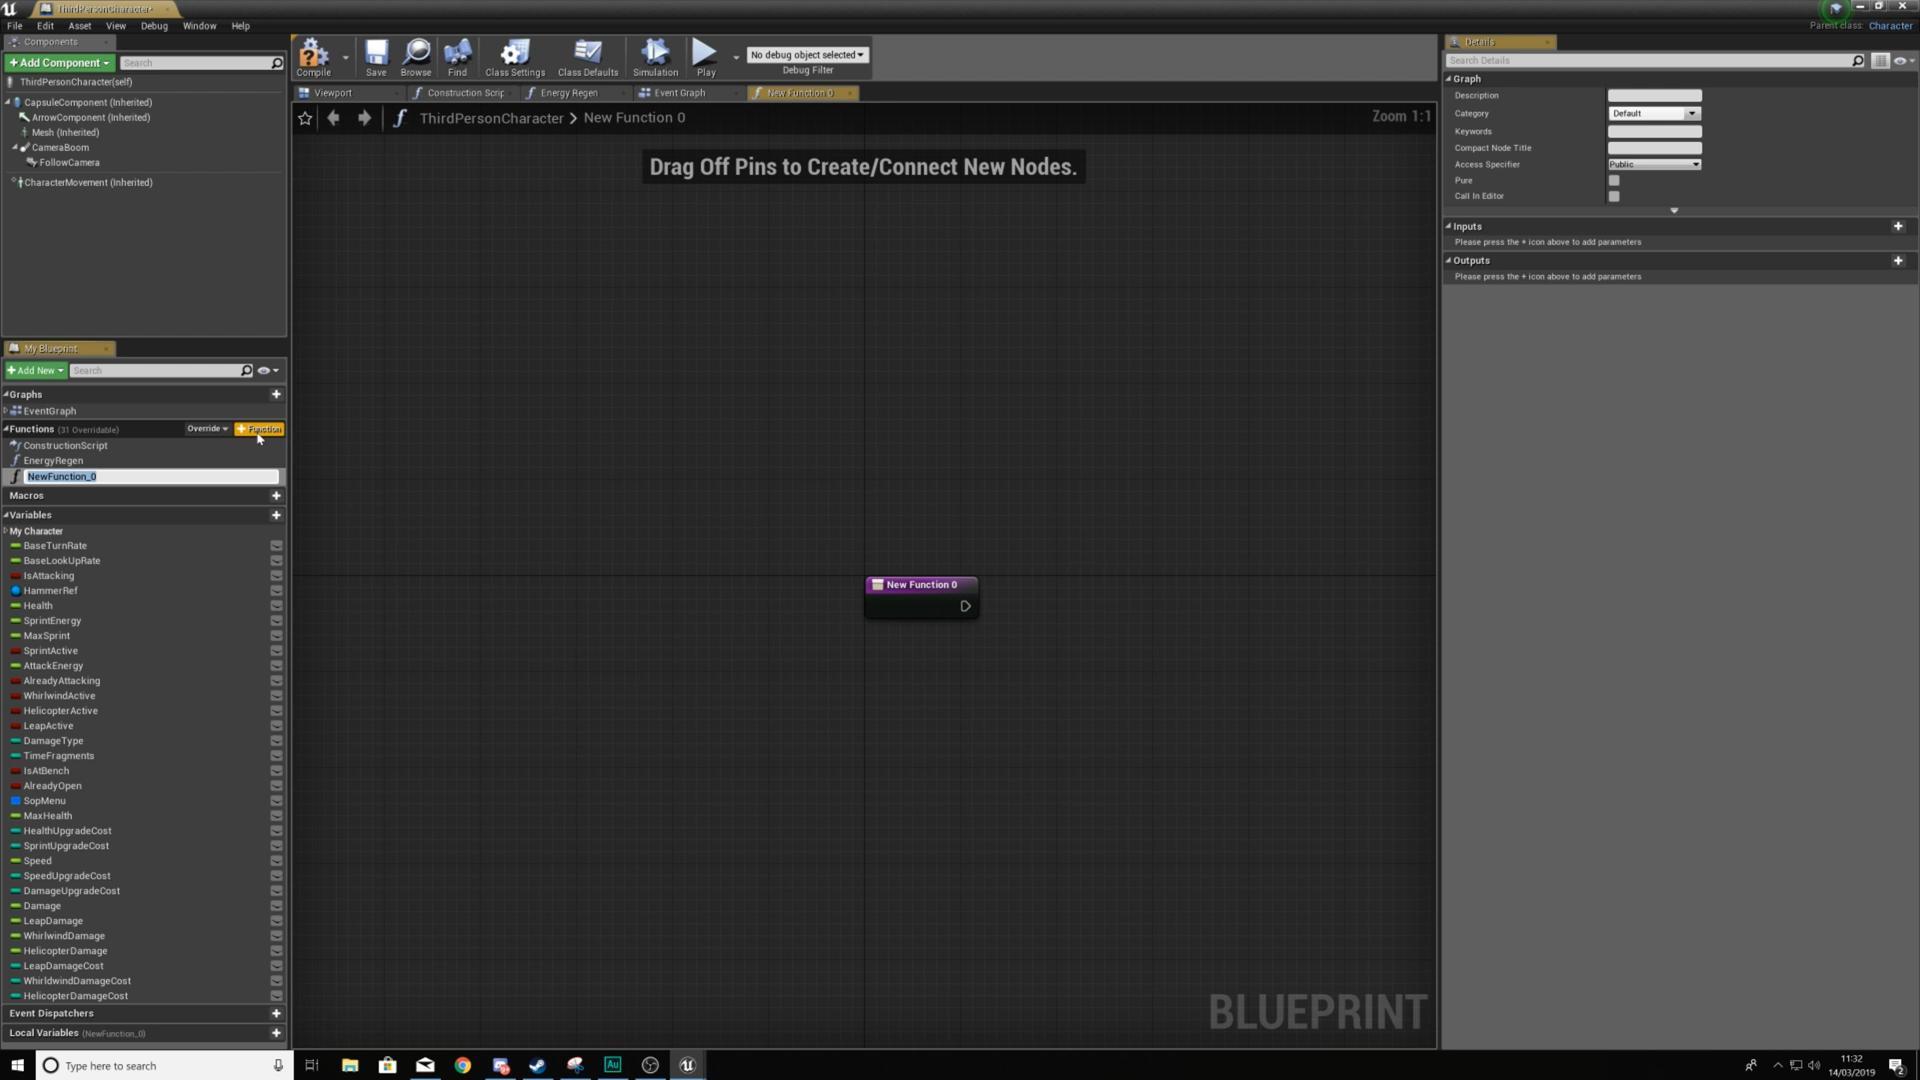 ThirdPersonCharacter*
File Edit Asset View Debug Window Help
Parent class: Character
Components
+Add Component
Search
ThirdPersonCharacter(self)
CapsuleComponent (Inherited)
ArrowComponent (Inherited)
Mesh (Inherited)
CameraBoom
FollowCamera
CharacterMovement (Inherited)
Compile
Save
Browse
Find
Class Settings
Class Defaults
Simulation
Play
No debug object selected
Debug Filter
Viewport
Construction Scrip
Energy Regen
Event Graph
New Function 0
ThirdPersonCharacter > New Function 0
Zoom 1:1
Drag Off Pins to Create/Connect New Nodes.
New Function 0
BLUEPRINT
My Blueprint
+Add New
Search
Graphs
EventGraph
Functions (31 Overridable)
Override
+Function
ConstructionScript
EnergyRegen
NewFunction_0
Macros
Variables
My Character
BaseTurnRate
BaseLookUpRate
IsAttacking
HammerRef
Health
SprintEnergy
MaxSprint
SprintActive
AttackEnergy
AlreadyAttacking
WhirlwindActive
HelicopterActive
LeapActive
DamageType
TimeFragments
IsAtBench
AlreadyOpen
SopMenu
MaxHealth
HealthUpgradeCost
SprintUpgradeCost
Speed
SpeedUpgradeCost
DamageUpgradeCost
Damage
LeapDamage
WhirlwindDamage
HelicopterDamage
LeapDamageCost
WhirldwindDamageCost
HelicopterDamageCost
Event Dispatchers
Local Variables (NewFunction_0)
Details
Search Details
Graph
Description
Category
Default
Keywords
Compact Node Title
Access Specifier
Public
Pure
Call In Editor
Inputs
Please press the + icon above to add parameters
Outputs
Please press the + icon above to add parameters
Type here to search
Au
11:32
14/03/2019
2